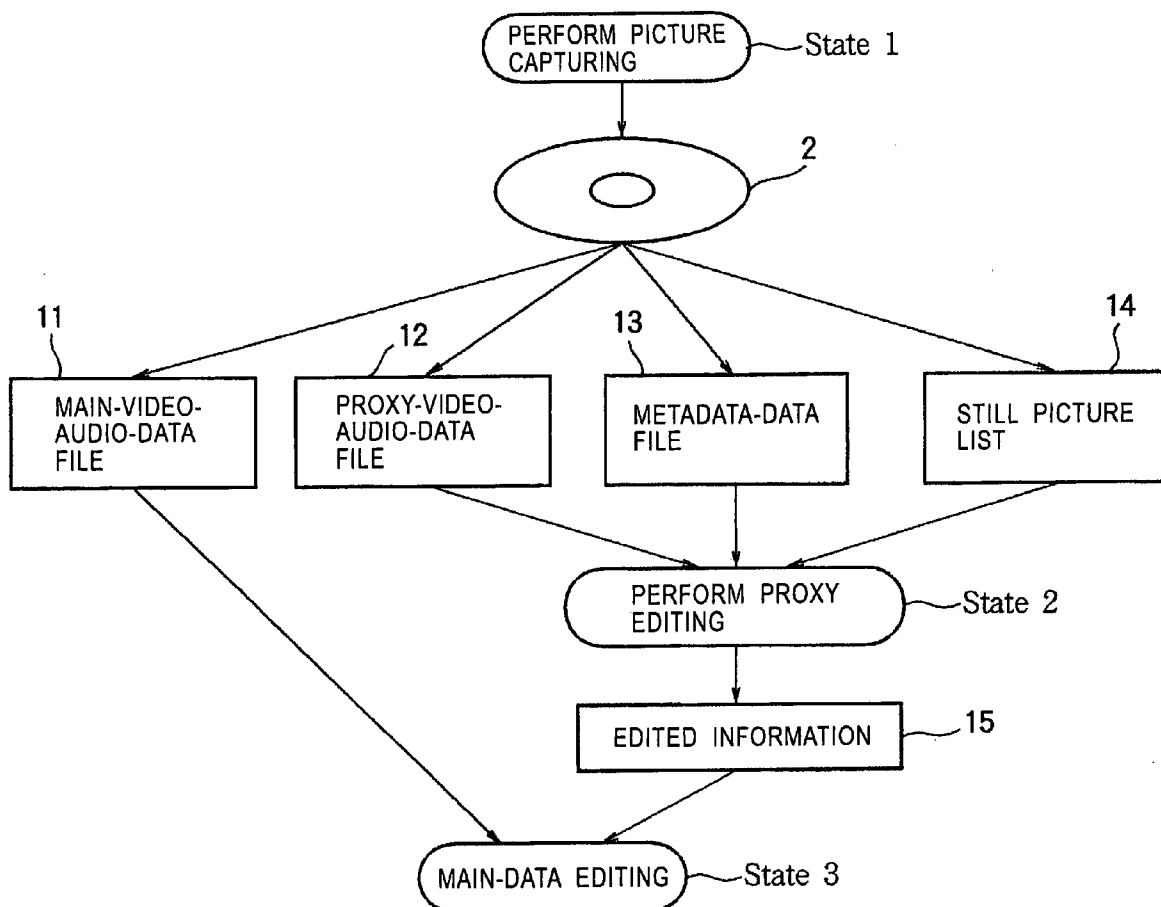 PERFORM PICTURE
CAPTURING
State 1
2
11
12
13
14
MAIN-VIDEO-
AUDIO-DATA
FILE
PROXY-VIDEO-
AUDIO-DATA
FILE
METADATA-DATA
FILE
STILL PICTURE
LIST
PERFORM PROXY
EDITING
State 2
EDITED INFORMATION
15
MAIN-DATA EDITING
State 3